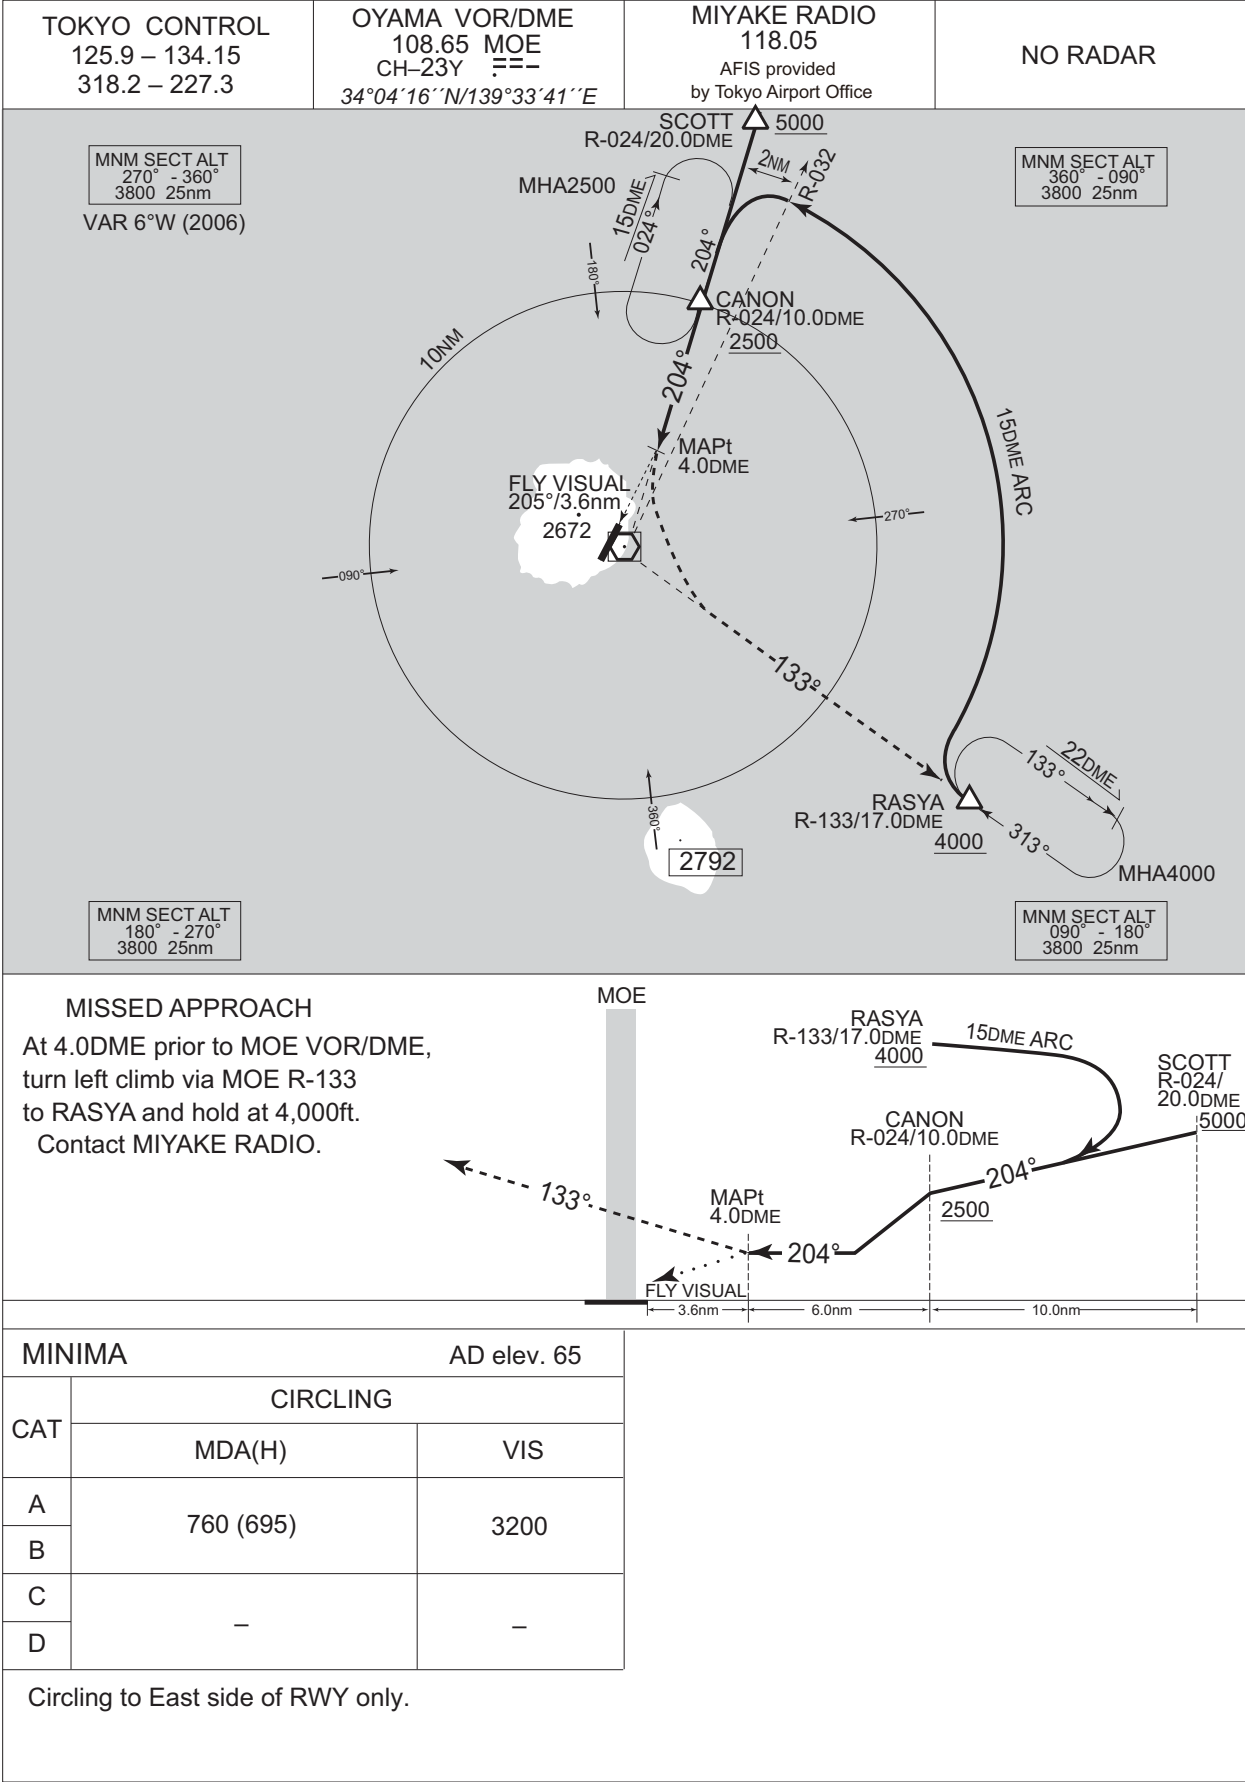 TOKYO CONTROL
125.9 – 134.15
318.2 – 227.3
OYAMA VOR/DME
108.65 MOE
CH–23Y
34°04´16´´N/139°33´41´´E
MIYAKE RADIO
118.05
AFIS provided
by Tokyo Airport Office
NO RADAR
MNM SECT ALT
270° - 360°
3800 25nm
VAR 6°W (2006)
SCOTT
R-024/20.0DME
5000
2NM
R-032
MHA2500
15DME
024°
204°
MNM SECT ALT
360° - 090°
3800 25nm
180°
CANON
R-024/10.0DME
2500
10NM
204°
MAPt
4.0DME
15DME ARC
FLY VISUAL
205°/3.6nm
2672
270°
090°
133°
22DME
133°
RASYA
R-133/17.0DME
4000
313°
MHA4000
360°
2792
MNM SECT ALT
180° - 270°
3800 25nm
MNM SECT ALT
090° - 180°
3800 25nm
MISSED APPROACH
At 4.0DME prior to MOE VOR/DME,
turn left climb via MOE R-133
to RASYA and hold at 4,000ft.
Contact MIYAKE RADIO.
MOE
RASYA
R-133/17.0DME
4000
15DME ARC
SCOTT
R-024/
20.0DME
5000
CANON
R-024/10.0DME
204°
2500
133°
MAPt
4.0DME
204°
FLY VISUAL
3.6nm
6.0nm
10.0nm
MINIMA AD elev. 65
CAT
CIRCLING
MDA(H) VIS
A
B
760 (695) 3200
C
D
– –
Circling to East side of RWY only.